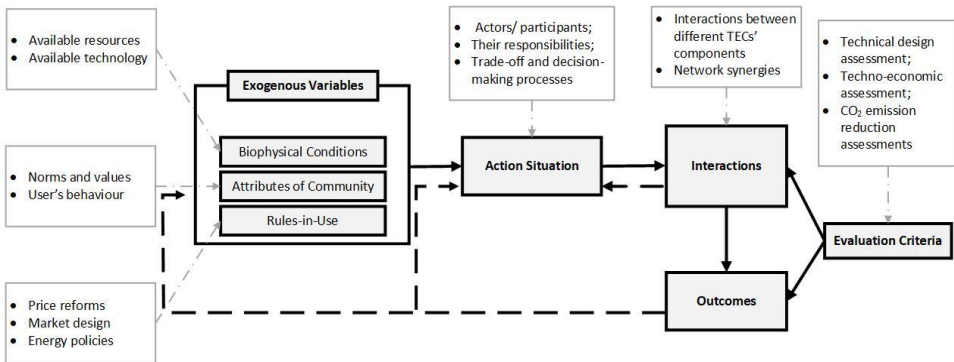 • Available resources
• Available technology
• Norms and values
• User's behaviour
• Price reforms
• Market design
• Energy policies
Exogenous Variables
Biophysical Conditions
Attributes of Community
Rules-in-Use
• Actors/ participants;
• Their responsibilities;
• Trade-off and decision-
making processes
Action Situation
• Interactions between
different TECs'
components
• Network synergies
Interactions
Outcomes
• Technical design
assessment;
• Techno-economic
assessment;
• CO₂ emission
reduction
assessments
Evaluation Criteria